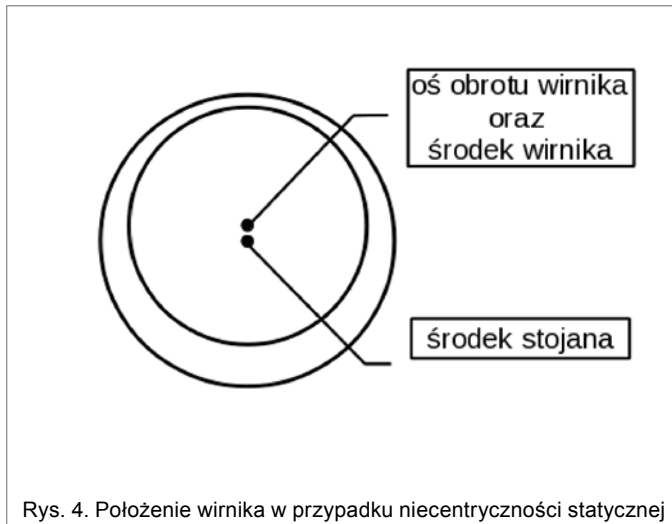 oś obrotu wirnika
oraz
środek wirnika
środek stojana
Rys. 4. Położenie wirnika w przypadku niecentryczności statycznej